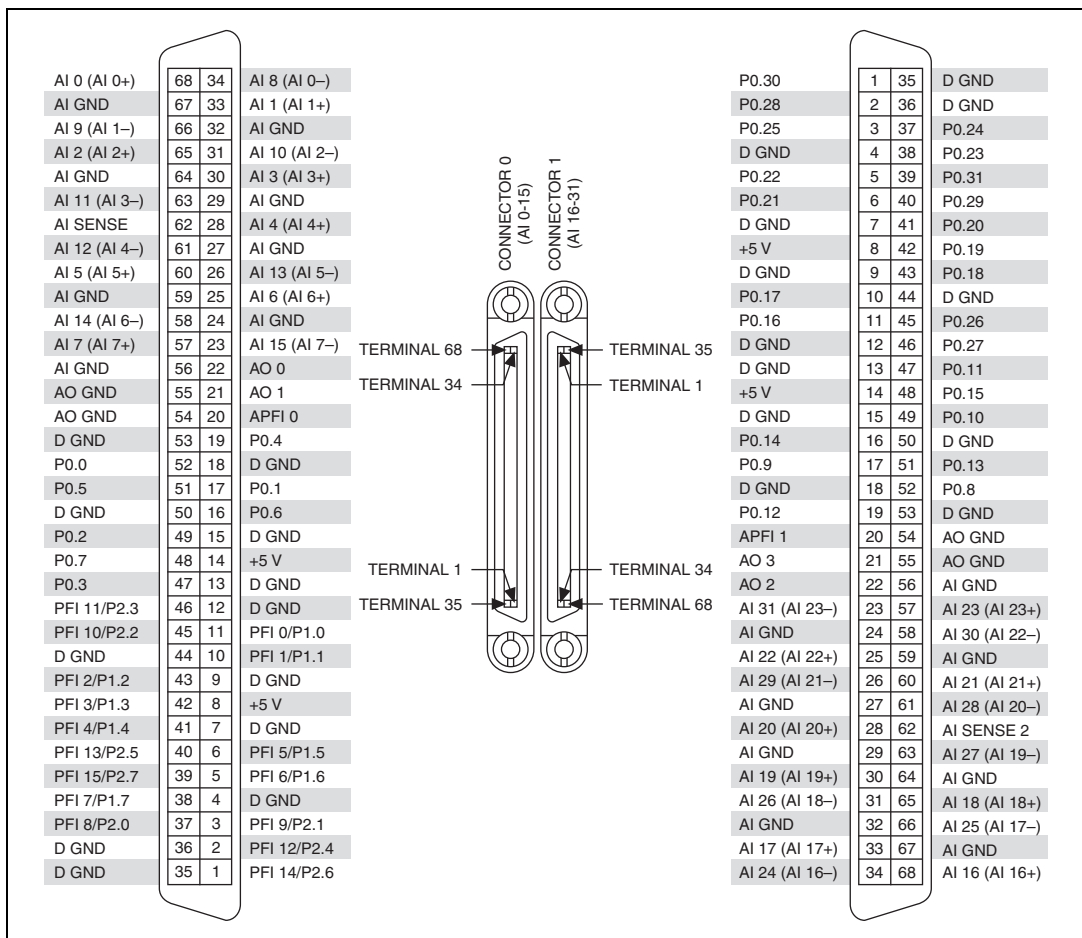 AI 0 (AI 0+) 68 34 AI 8 (AI 0–)
AI GND 67 33 AI 1 (AI 1+)
AI 9 (AI 1–) 66 32 AI GND
AI 2 (AI 2+) 65 31 AI 10 (AI 2–)
AI GND 64 30 AI 3 (AI 3+)
AI 11 (AI 3–) 63 29 AI GND
AI SENSE 62 28 AI 4 (AI 4+)
AI 12 (AI 4–) 61 27 AI GND
AI 5 (AI 5+) 60 26 AI 13 (AI 5–)
AI GND 59 25 AI 6 (AI 6+)
AI 14 (AI 6–) 58 24 AI GND
AI 7 (AI 7+) 57 23 AI 15 (AI 7–)
AI GND 56 22 AO 0
AO GND 55 21 AO 1
AO GND 54 20 APFI 0
D GND 53 19 P0.4
P0.0 52 18 D GND
P0.5 51 17 P0.1
D GND 50 16 P0.6
P0.2 49 15 D GND
P0.7 48 14 +5 V
P0.3 47 13 D GND
PFI 11/P2.3 46 12 D GND
PFI 10/P2.2 45 11 PFI 0/P1.0
D GND 44 10 PFI 1/P1.1
PFI 2/P1.2 43 9 D GND
PFI 3/P1.3 42 8 +5 V
PFI 4/P1.4 41 7 D GND
PFI 13/P2.5 40 6 PFI 5/P1.5
PFI 15/P2.7 39 5 PFI 6/P1.6
PFI 7/P1.7 38 4 D GND
PFI 8/P2.0 37 3 PFI 9/P2.1
D GND 36 2 PFI 12/P2.4
D GND 35 1 PFI 14/P2.6
CONNECTOR 0
(AI 0-15)
CONNECTOR 1
(AI 16-31)
TERMINAL 68
TERMINAL 34
TERMINAL 35
TERMINAL 1
TERMINAL 1
TERMINAL 35
TERMINAL 34
TERMINAL 68
P0.30 1 35 D GND
P0.28 2 36 D GND
P0.25 3 37 P0.24
D GND 4 38 P0.23
P0.22 5 39 P0.31
P0.21 6 40 P0.29
D GND 7 41 P0.20
+5 V 8 42 P0.19
D GND 9 43 P0.18
P0.17 10 44 D GND
P0.16 11 45 P0.26
D GND 12 46 P0.27
D GND 13 47 P0.11
+5 V 14 48 P0.15
D GND 15 49 P0.10
P0.14 16 50 D GND
P0.9 17 51 P0.13
D GND 18 52 P0.8
P0.12 19 53 D GND
APFI 1 20 54 AO GND
AO 3 21 55 AO GND
AO 2 22 56 AI GND
AI 31 (AI 23–) 23 57 AI 23 (AI 23+)
AI GND 24 58 AI 30 (AI 22–)
AI 22 (AI 22+) 25 59 AI GND
AI 29 (AI 21–) 26 60 AI 21 (AI 21+)
AI GND 27 61 AI 28 (AI 20–)
AI 20 (AI 20+) 28 62 AI SENSE 2
AI GND 29 63 AI 27 (AI 19–)
AI 19 (AI 19+) 30 64 AI GND
AI 26 (AI 18–) 31 65 AI 18 (AI 18+)
AI GND 32 66 AI 25 (AI 17–)
AI 17 (AI 17+) 33 67 AI GND
AI 24 (AI 16–) 34 68 AI 16 (AI 16+)